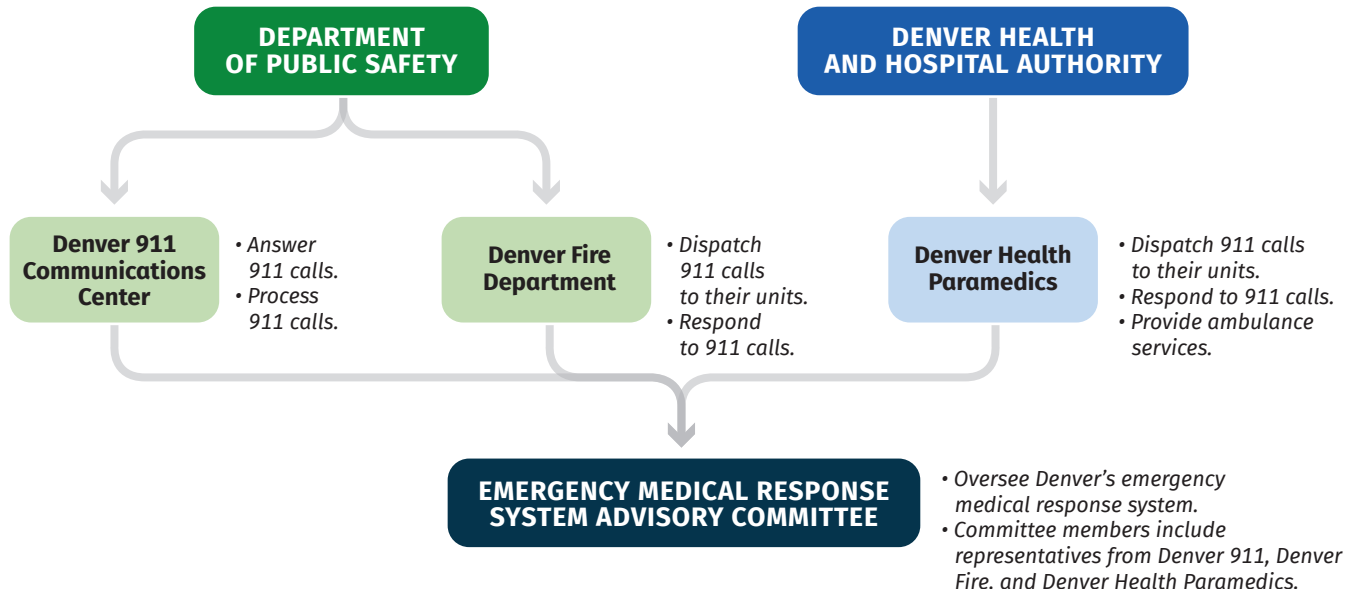 DEPARTMENT
OF PUBLIC SAFETY
DENVER HEALTH
AND HOSPITAL AUTHORITY
Denver 911
Communications
Center
• Answer
911 calls.
• Process
911 calls.
Denver Fire
Department
• Dispatch
911 calls
to their units.
• Respond
to 911 calls.
Denver Health
Paramedics
• Dispatch 911 calls
to their units.
• Respond to 911 calls.
• Provide ambulance
services.
EMERGENCY MEDICAL RESPONSE
SYSTEM ADVISORY COMMITTEE
• Oversee Denver’s emergency
medical response system.
• Committee members include
representatives from Denver 911, Denver
Fire, and Denver Health Paramedics.